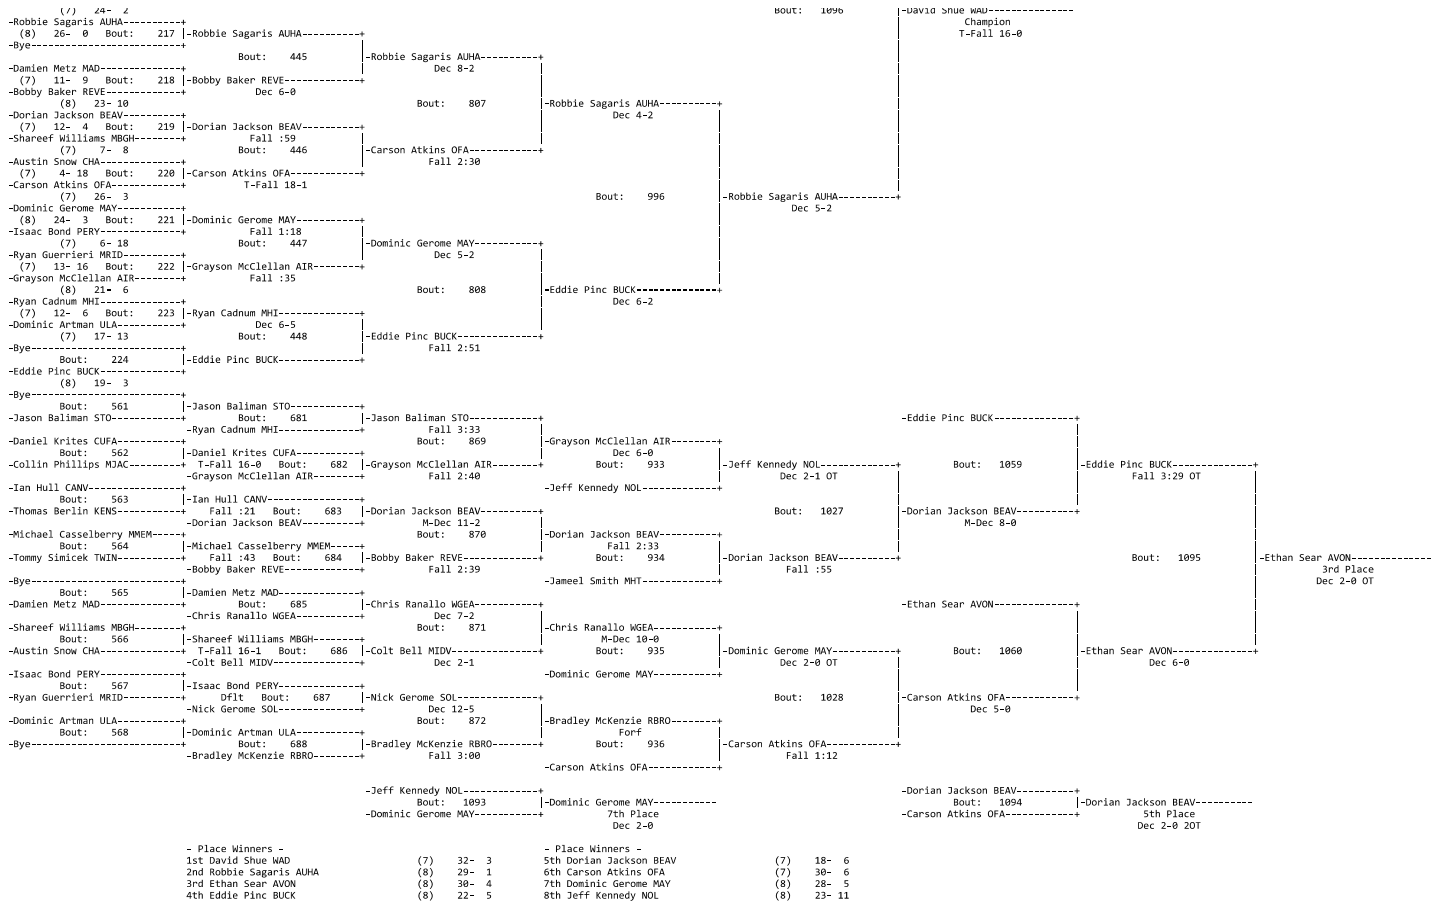 (7) 24- 2 Bout: 1096 |-David Shue WAD---------------
-Robbie Sagaris AUHA-----------+ | Champion
(8) 26- 0 Bout: 217 |-Robbie Sagaris AUHA----------+ | T-Fall 16-0
-Bye---------------------------+ | |
Bout: 445 |-Robbie Sagaris AUHA----------+ |
-Damien Metz MAD---------------+ | Dec 8-2 | |
(7) 11- 9 Bout: 218 |-Bobby Baker REVE-------------+ | |
-Bobby Baker REVE--------------+ Dec 6-0 | |
(8) 23- 10 Bout: 807 |-Robbie Sagaris AUHA----------+ |
-Dorian Jackson BEAV-----------+ | Dec 4-2 | |
(7) 12- 4 Bout: 219 |-Dorian Jackson BEAV----------+ | | |
-Shareef Williams MBGH---------+ Fall :59 | | | |
(7) 7- 8 Bout: 446 |-Carson Atkins OFA------------+ | |
-Austin Snow CHA---------------+ | Fall 2:30 | |
(7) 4- 18 Bout: 220 |-Carson Atkins OFA------------+ | |
-Carson Atkins OFA-------------+ T-Fall 18-1 | |
(7) 26- 3 Bout: 996 |-Robbie Sagaris AUHA----------+
-Dominic Gerome MAY------------+ | Dec 5-2
(8) 24- 3 Bout: 221 |-Dominic Gerome MAY-----------+ |
-Isaac Bond PERY---------------+ Fall 1:18 | |
(7) 6- 18 Bout: 447 |-Dominic Gerome MAY-----------+ |
-Ryan Guerrieri MRID-----------+ | Dec 5-2 | |
(7) 13- 16 Bout: 222 |-Grayson McClellan AIR--------+ | |
-Grayson McClellan AIR---------+ Fall :35 | |
(8) 21- 6 Bout: 808 |-Eddie Pinc BUCK--------------+
-Ryan Cadnum MHI---------------+ | Dec 6-2
(7) 12- 6 Bout: 223 |-Ryan Cadnum MHI--------------+ |
-Dominic Artman ULA------------+ Dec 6-5 | |
(7) 17- 13 Bout: 448 |-Eddie Pinc BUCK--------------+
-Bye---------------------------+ | Fall 2:51
Bout: 224 |-Eddie Pinc BUCK--------------+
-Eddie Pinc BUCK---------------+
(8) 19- 3
-Bye---------------------------+
Bout: 561 |-Jason Baliman STO------------+
-Jason Baliman STO-------------+ Bout: 681 |-Jason Baliman STO------------+ -Eddie Pinc BUCK--------------+
-Ryan Cadnum MHI--------------+ Fall 3:33 | |
-Daniel Krites CUFA------------+ Bout: 869 |-Grayson McClellan AIR--------+ |
Bout: 562 |-Daniel Krites CUFA-----------+ | Dec 6-0 | |
-Collin Phillips MJAC----------+ T-Fall 16-0 Bout: 682 |-Grayson McClellan AIR--------+ Bout: 933 |-Jeff Kennedy NOL-------------+ Bout: 1059 |-Eddie Pinc BUCK--------------+
-Grayson McClellan AIR--------+ Fall 2:40 | Dec 2-1 OT | | Fall 3:29 OT |
-Ian Hull CANV-----------------+ -Jeff Kennedy NOL-------------+ | | |
Bout: 563 |-Ian Hull CANV----------------+ | | |
-Thomas Berlin KENS------------+ Fall :21 Bout: 683 |-Dorian Jackson BEAV----------+ Bout: 1027 |-Dorian Jackson BEAV----------+ |
-Dorian Jackson BEAV----------+ M-Dec 11-2 | | M-Dec 8-0 |
-Michael Casselberry MMEM------+ Bout: 870 |-Dorian Jackson BEAV----------+ | |
Bout: 564 |-Michael Casselberry MMEM-----+ | Fall 2:33 | | |
-Tommy Simicek TWIN------------+ Fall :43 Bout: 684 |-Bobby Baker REVE-------------+ Bout: 934 |-Dorian Jackson BEAV----------+ Bout: 1095 |-Ethan Sear AVON--------------
-Bobby Baker REVE-------------+ Fall 2:39 | Fall :55 | 3rd Place
-Bye---------------------------+ -Jameel Smith MHT-------------+ | Dec 2-0 OT
Bout: 565 |-Damien Metz MAD--------------+ |
-Damien Metz MAD---------------+ Bout: 685 |-Chris Ranallo WGEA-----------+ -Ethan Sear AVON--------------+ |
-Chris Ranallo WGEA-----------+ Dec 7-2 | | |
-Shareef Williams MBGH---------+ Bout: 871 |-Chris Ranallo WGEA-----------+ | |
Bout: 566 |-Shareef Williams MBGH--------+ | M-Dec 10-0 | | |
-Austin Snow CHA---------------+ T-Fall 16-1 Bout: 686 |-Colt Bell MIDV---------------+ Bout: 935 |-Dominic Gerome MAY-----------+ Bout: 1060 |-Ethan Sear AVON--------------+
-Colt Bell MIDV---------------+ Dec 2-1 | Dec 2-0 OT | | Dec 6-0
-Isaac Bond PERY---------------+ -Dominic Gerome MAY-----------+ | |
Bout: 567 |-Isaac Bond PERY--------------+ | |
-Ryan Guerrieri MRID-----------+ Dflt Bout: 687 |-Nick Gerome SOL--------------+ Bout: 1028 |-Carson Atkins OFA------------+
-Nick Gerome SOL--------------+ Dec 12-5 | | Dec 5-0
-Dominic Artman ULA------------+ Bout: 872 |-Bradley McKenzie RBRO--------+ |
Bout: 568 |-Dominic Artman ULA-----------+ | Forf | |
-Bye---------------------------+ Bout: 688 |-Bradley McKenzie RBRO--------+ Bout: 936 |-Carson Atkins OFA------------+
-Bradley McKenzie RBRO--------+ Fall 3:00 | Fall 1:12
-Carson Atkins OFA------------+
-Jeff Kennedy NOL-------------+ -Dorian Jackson BEAV----------+
Bout: 1093 |-Dominic Gerome MAY----------- Bout: 1094 |-Dorian Jackson BEAV----------
-Dominic Gerome MAY-----------+ 7th Place -Carson Atkins OFA------------+ 5th Place
Dec 2-0 Dec 2-0 2OT
- Place Winners - - Place Winners -
1st David Shue WAD (7) 32- 3 5th Dorian Jackson BEAV (7) 18- 6
2nd Robbie Sagaris AUHA (8) 29- 1 6th Carson Atkins OFA (7) 30- 6
3rd Ethan Sear AVON (8) 30- 4 7th Dominic Gerome MAY (8) 28- 5
4th Eddie Pinc BUCK (8) 22- 5 8th Jeff Kennedy NOL (8) 23- 11